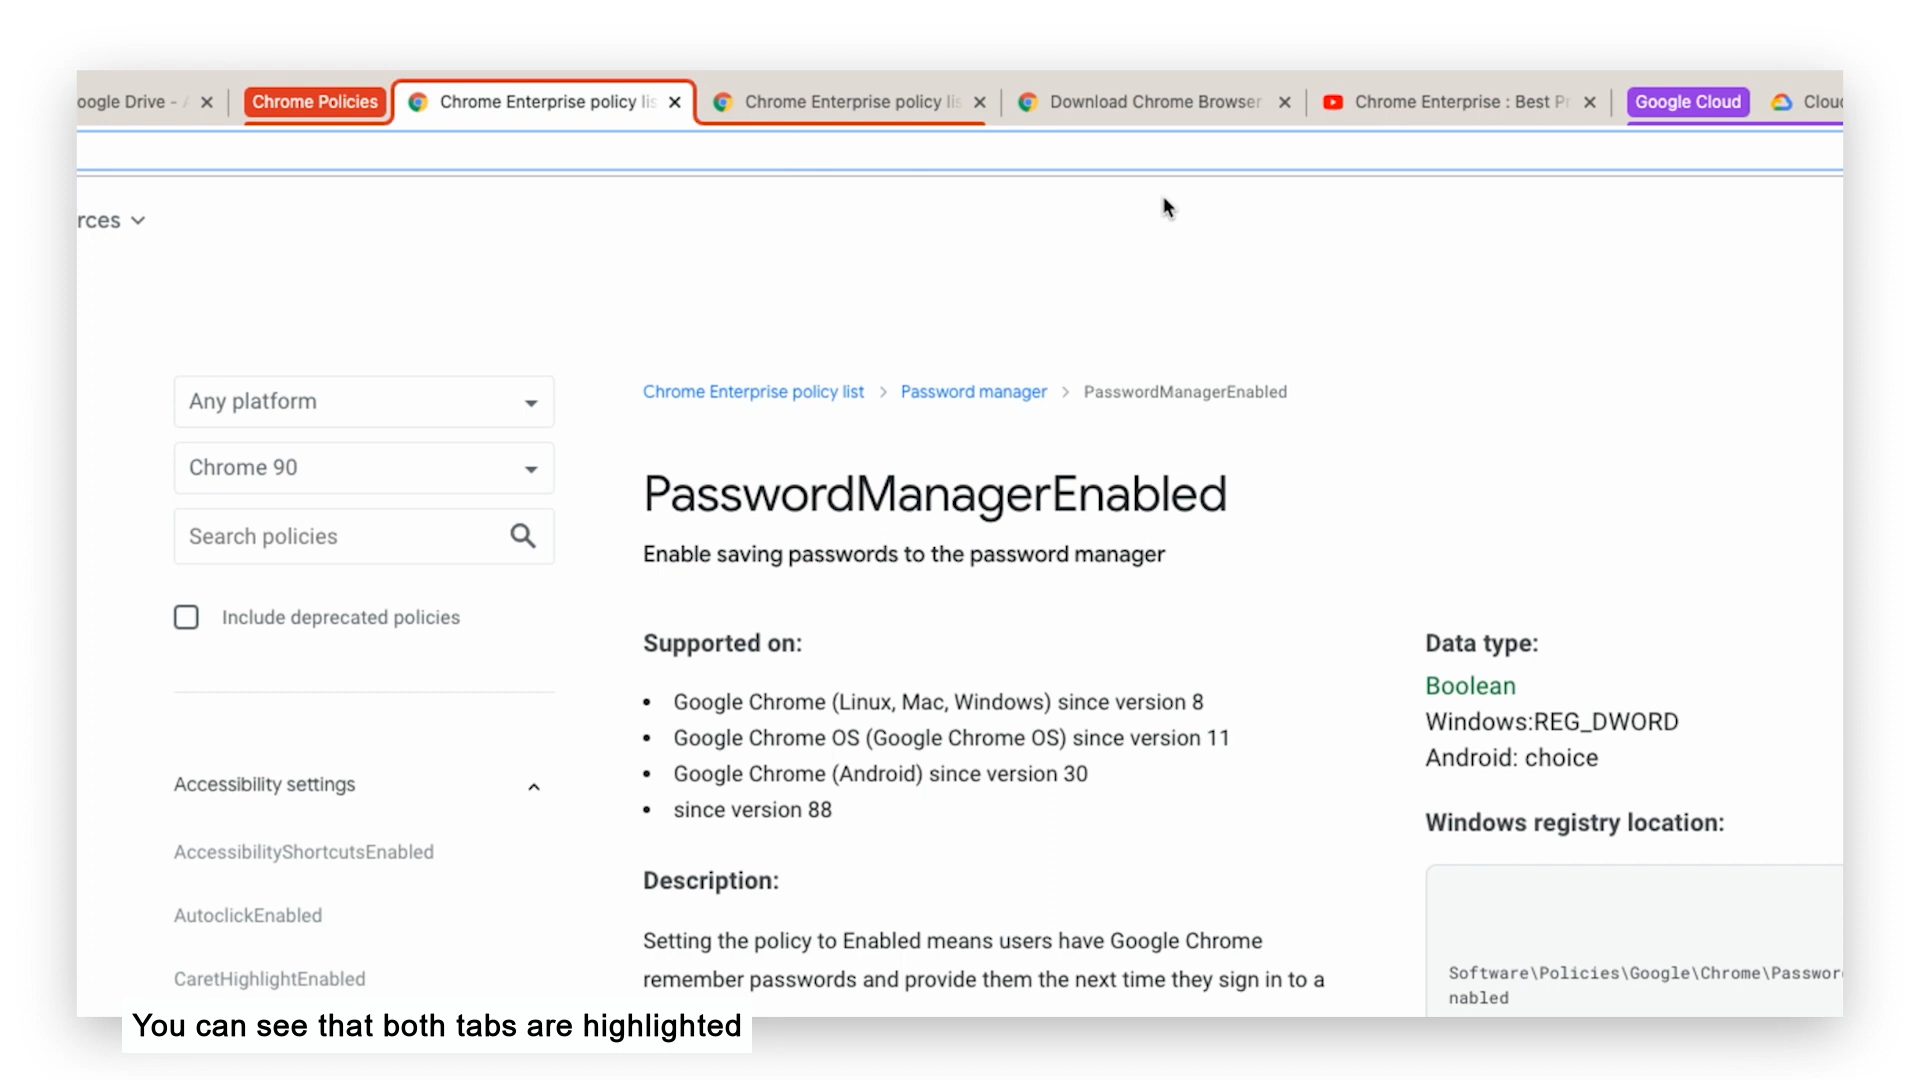 oogle Drive -
Chrome Policies
Chrome Enterprise policy lis
Chrome Enterprise policy lis
Download Chrome Browser
Chrome Enterprise : Best Pr
Google Cloud
Clou
rces
Any platform
Chrome 90
Search policies
Include deprecated policies
Accessibility settings
AccessibilityShortcutsEnabled
AutoclickEnabled
CaretHighlightEnabled
Chrome Enterprise policy list > Password manager > PasswordManagerEnabled
PasswordManagerEnabled
Enable saving passwords to the password manager
Supported on:
• Google Chrome (Linux, Mac, Windows) since version 8
• Google Chrome OS (Google Chrome OS) since version 11
• Google Chrome (Android) since version 30
• since version 88
Description:
Setting the policy to Enabled means users have Google Chrome
remember passwords and provide them the next time they sign in to a
Data type:
Boolean
Windows:REG_DWORD
Android: choice
Windows registry location:
Software\Policies\Google\Chrome\Passwor
nabled
You can see that both tabs are highlighted